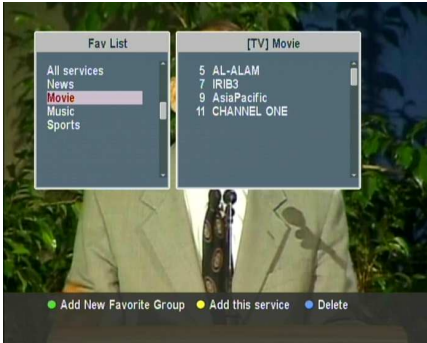 Fav List
All services
News
Movie
Music
Sports
[TV] Movie
5 AL-ALAM
7 IRIB3
9 AsiaPacific
11 CHANNEL ONE
Add New Favorite Group Add this service Delete